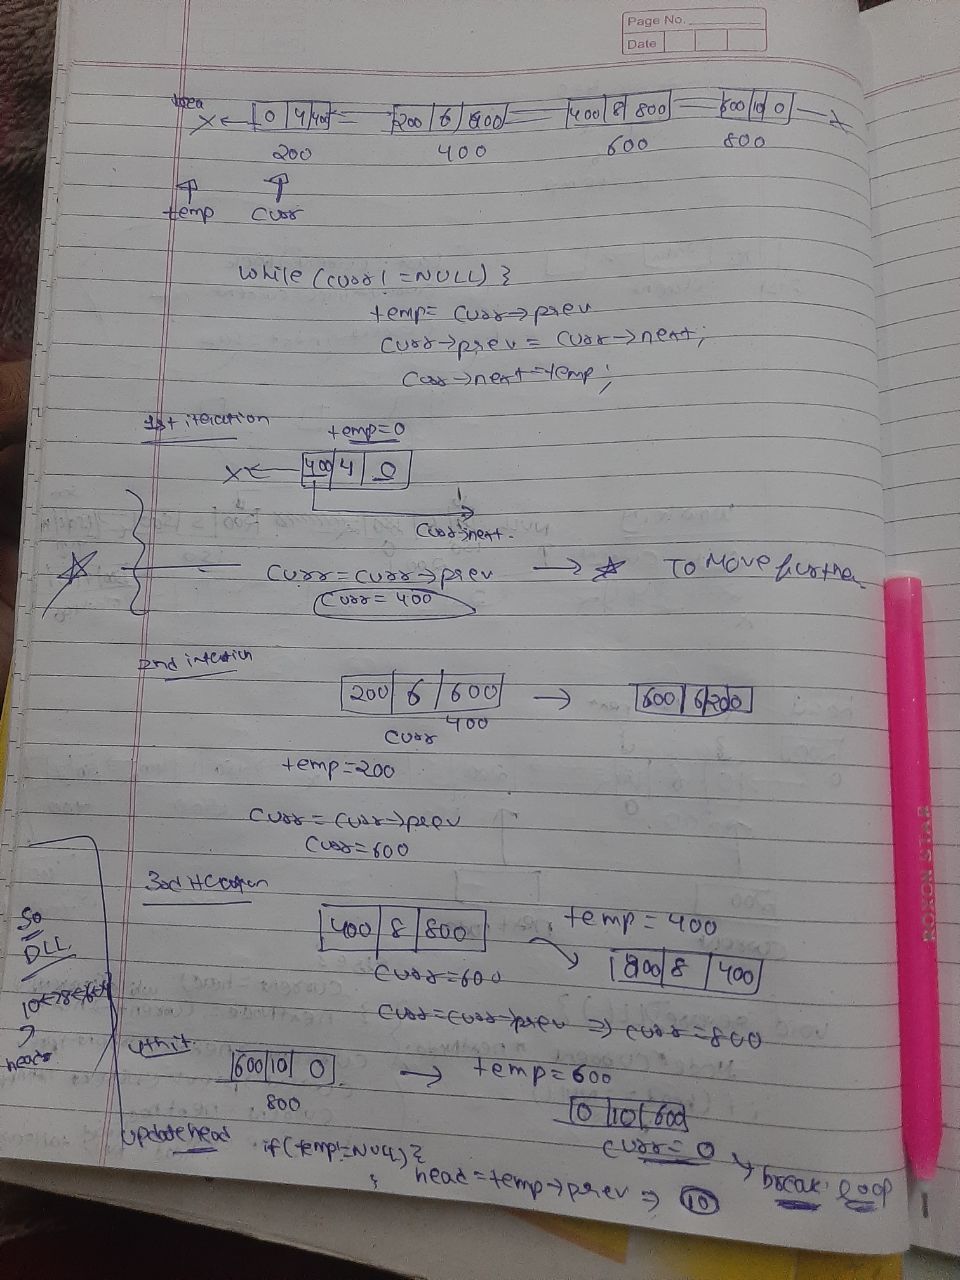 Page No.
Date
X ← 0 4 400 200 6 600 400 8 800 600 10 0 → X
200 400 600 800
temp curr
while (curr != NULL) {
temp = curr→prev
curr→prev = curr→next;
curr→next = temp;
1st iteration
temp=0
X ← 400 4 0
curr→next.
curr = curr→prev → ☆ To Move further
curr = 400
2nd iteration
200 6 600 → 600 6 200
400
curr
temp=200
curr = curr→prev
curr=600
3rd iteration
400 8 800 temp = 400
curr=600 800 8 400
curr=curr→prev ⇒ curr=800
So
DLL
head
4th it
600 10 0 → temp=600
800 0 10 600
curr = 0 → break loop
update head if (temp != NULL) {
head = temp→prev ⇒ 10
}
ROXON STAR